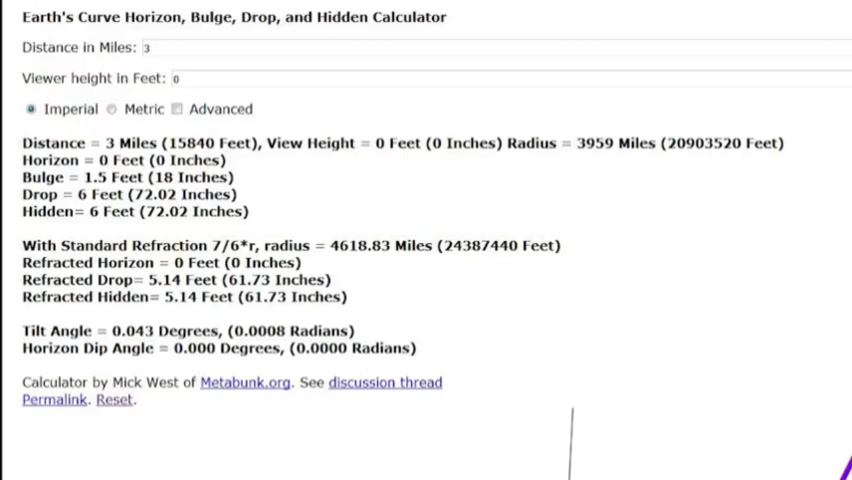 Earth's Curve Horizon, Bulge, Drop, and Hidden Calculator
Distance in Miles: 3
Viewer height in Feet: 0
Imperial Metric Advanced
Distance = 3 Miles (15840 Feet), View Height = 0 Feet (0 Inches) Radius = 3959 Miles (20903520 Feet)
Horizon = 0 Feet (0 Inches)
Bulge = 1.5 Feet (18 Inches)
Drop = 6 Feet (72.02 Inches)
Hidden= 6 Feet (72.02 Inches)
With Standard Refraction 7/6*r, radius = 4618.83 Miles (24387440 Feet)
Refracted Horizon = 0 Feet (0 Inches)
Refracted Drop= 5.14 Feet (61.73 Inches)
Refracted Hidden= 5.14 Feet (61.73 Inches)
Tilt Angle = 0.043 Degrees, (0.0008 Radians)
Horizon Dip Angle = 0.000 Degrees, (0.0000 Radians)
Calculator by Mick West of Metabunk.org. See discussion thread
Permalink. Reset.